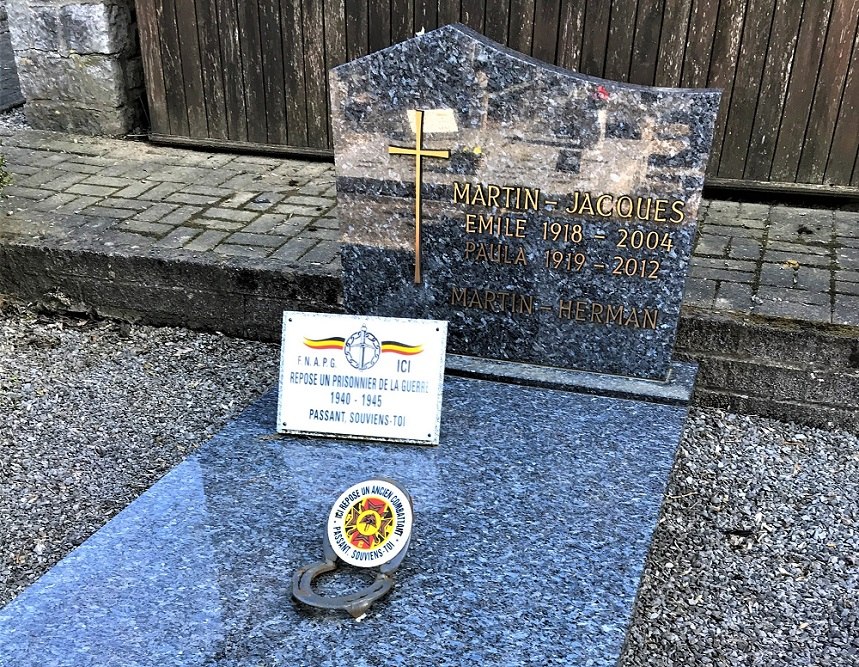 MARTIN - JACQUES
EMILE 1918 - 2004
PAULA 1919 - 2012
MARTIN - HERMAN
F.N.A.P.G. ICI
REPOSE UN PRISONNIER DE LA GUERRE
1940 - 1945
PASSANT, SOUVIENS-TOI
ICI REPOSE UN ANCIEN COMBATTANT
PASSANT, SOUVIENS-TOI